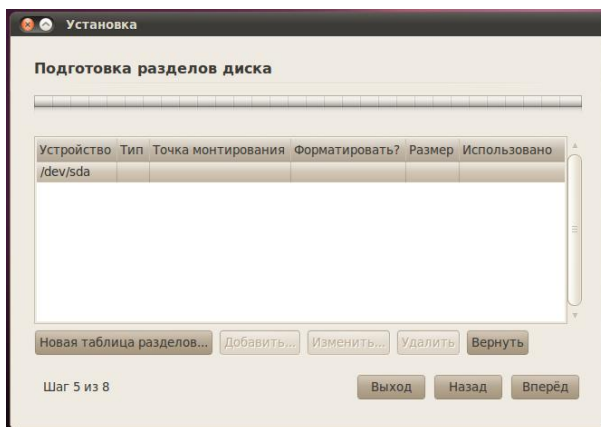 Установка
Подготовка разделов диска
Устройство Тип Точка монтирования Форматировать? Размер Использовано
/dev/sda
Новая таблица разделов... Добавить... Изменить... Удалить Вернуть
Шаг 5 из 8 Выход Назад Вперёд